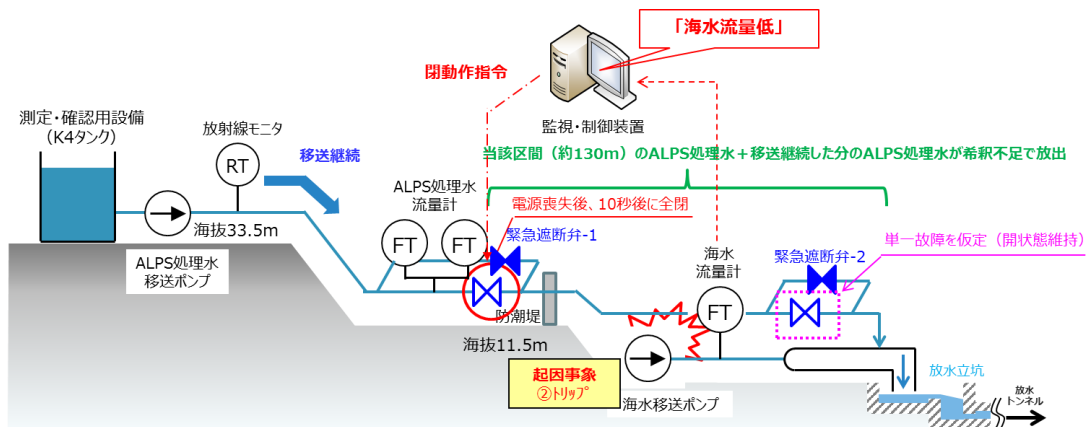 「海水流量低」
閉動作指令
監視・制御装置
測定・確認用設備
(K4タンク)
放射線モニタ
RT
移送継続
当該区間（約130m）のALPS処理水＋移送継続した分のALPS処理水が希釈不足で放出
ALPS処理水
流量計
FT
FT
電源喪失後、10秒後に全閉
緊急遮断弁-1
海水
流量計
FT
緊急遮断弁-2
単一故障を仮定（開状態維持）
海抜33.5m
ALPS処理水
移送ポンプ
防潮堤
海抜11.5m
起因事象
②トリップ
海水移送ポンプ
放水立坑
放水
トンネル